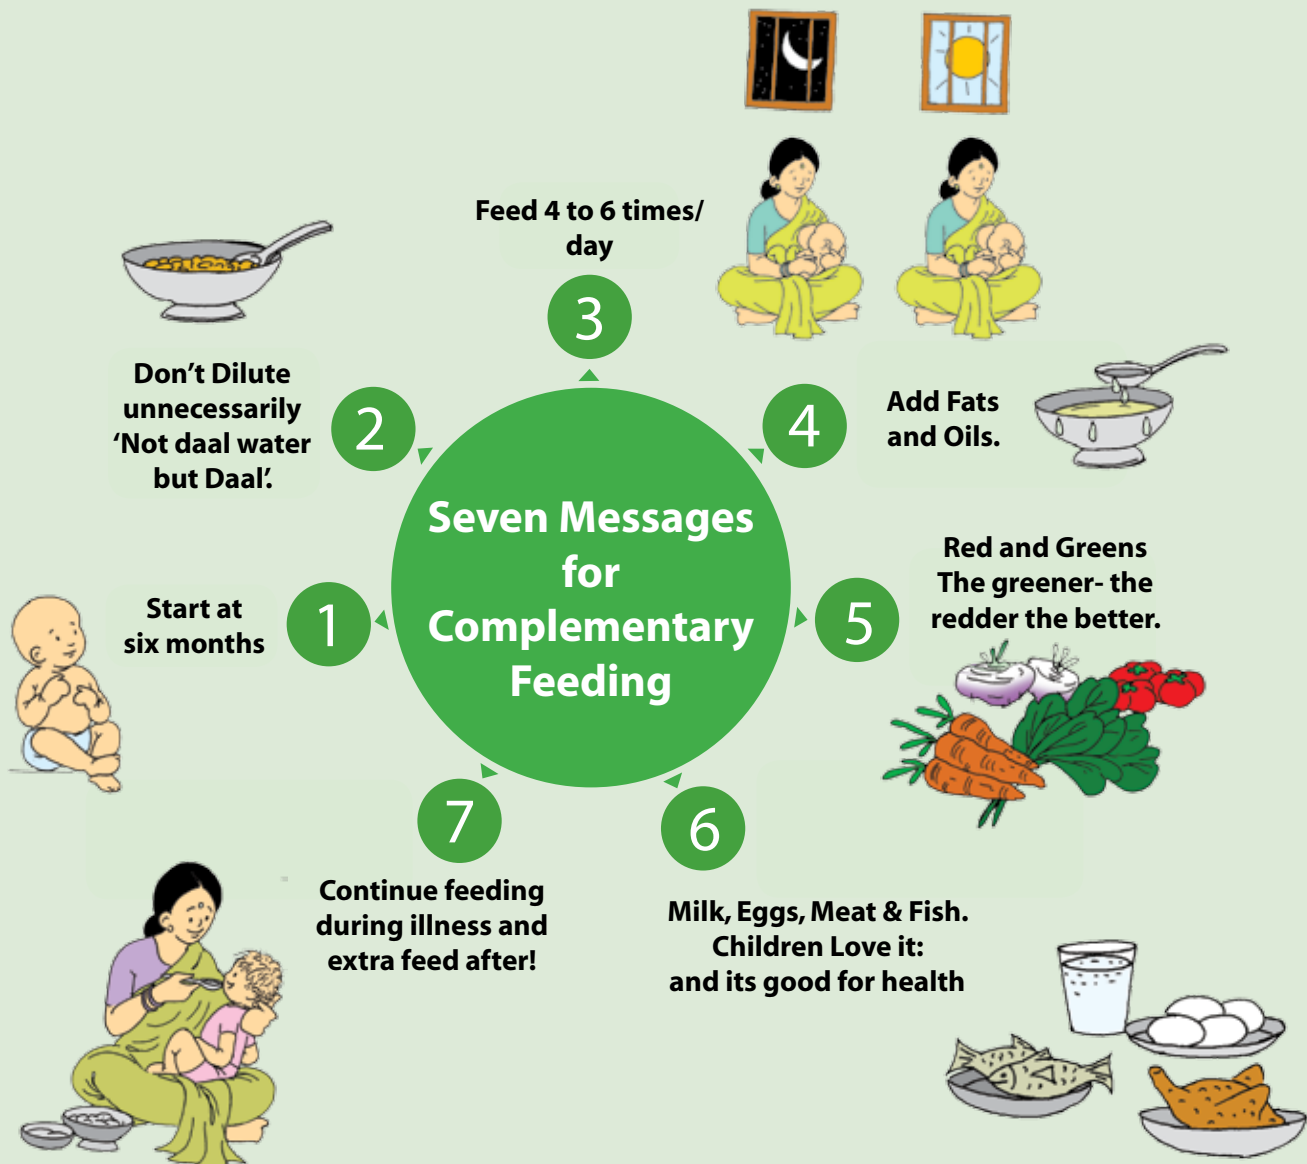 Seven Messages
for
Complementary
Feeding
1
Start at
six months
2
Don’t Dilute
unnecessarily
‘Not daal water
but Daal’.
3
Feed 4 to 6 times/
day
4
Add Fats
and Oils.
5
Red and Greens
The greener- the
redder the better.
6
Milk, Eggs, Meat & Fish.
Children Love it:
and its good for health
7
Continue feeding
during illness and
extra feed after!